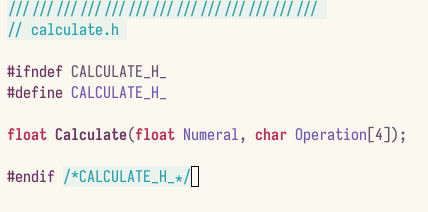 ////////////////////////////////////////
// calculate.h
#ifndef CALCULATE_H_
#define CALCULATE_H_
float Calculate(float Numeral, char Operation[4]);
#endif /*CALCULATE_H_*/